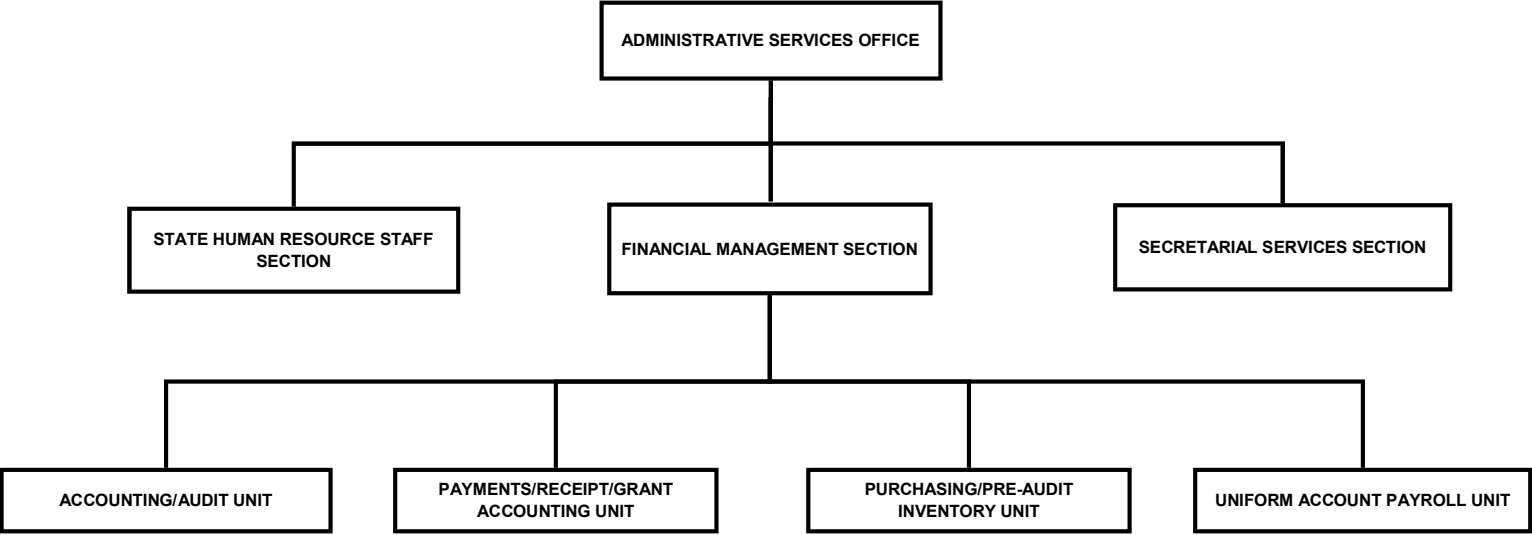 ADMINISTRATIVE SERVICES OFFICE
STATE HUMAN RESOURCE STAFF
SECTION
FINANCIAL MANAGEMENT SECTION
SECRETARIAL SERVICES SECTION
ACCOUNTING/AUDIT UNIT
PAYMENTS/RECEIPT/GRANT
ACCOUNTING UNIT
PURCHASING/PRE-AUDIT
INVENTORY UNIT
UNIFORM ACCOUNT PAYROLL UNIT